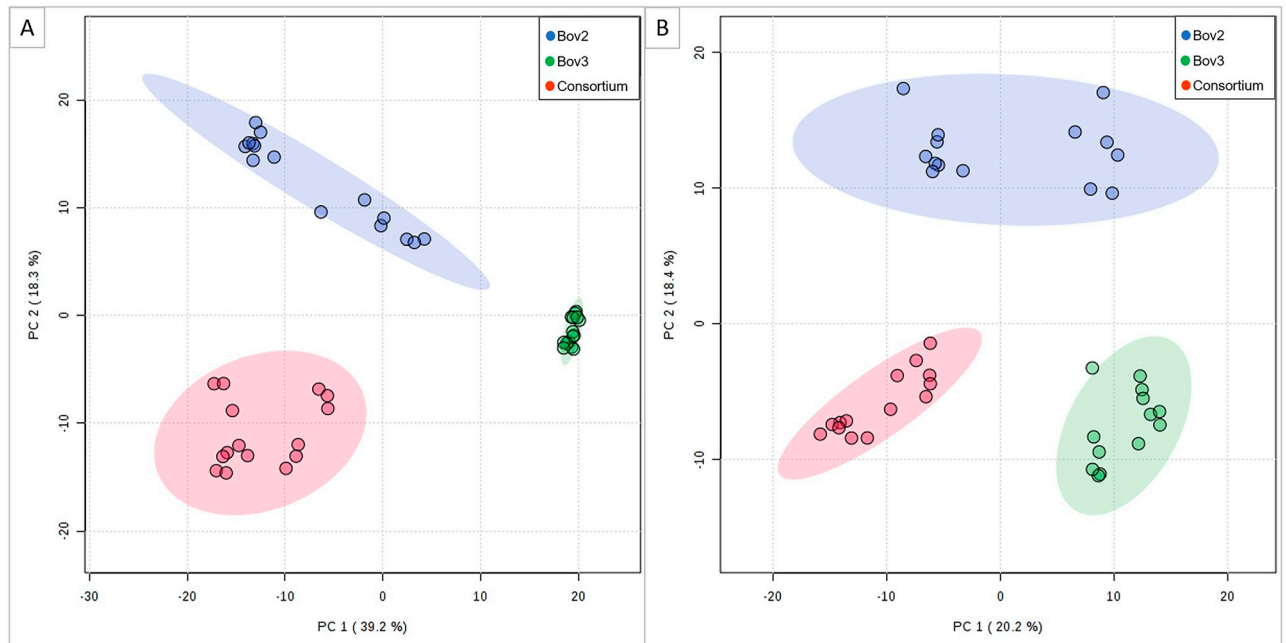 A
Bov2
Bov3
Consortium
20
10
0
-10
-20
PC 2 ( 18.3 %)
-30 -20 -10 0 10 20
PC 1 ( 39.2 %)
B
Bov2
Bov3
Consortium
20
10
0
-10
PC 2 ( 18.4 %)
-20 -10 0 10 20
PC 1 ( 20.2 %)